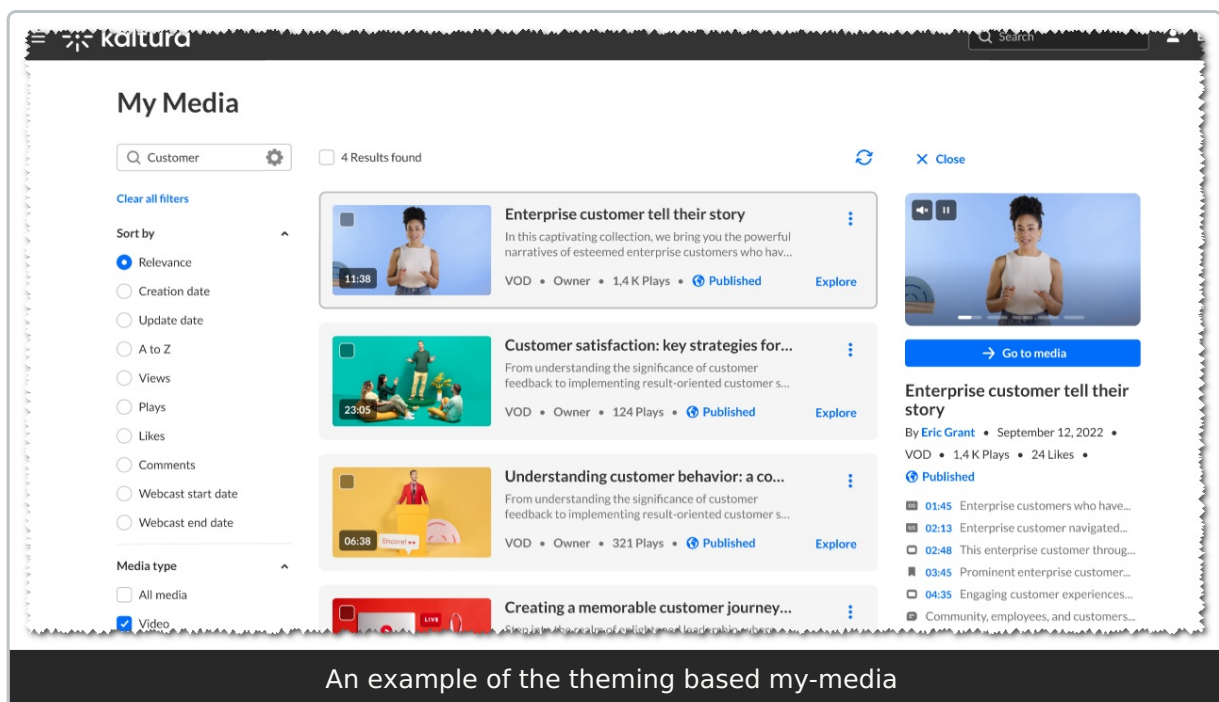 kaltura
Search
My Media
Customer
4 Results found
Close
Clear all filters
Sort by
Relevance
Creation date
Update date
A to Z
Views
Plays
Likes
Comments
Webcast start date
Webcast end date
Media type
All media
Video
Enterprise customer tell their story
In this captivating collection, we bring you the powerful
narratives of esteemed enterprise customers who hav...
11:38
VOD • Owner • 1,4 K Plays • Published
Explore
Customer satisfaction: key strategies for...
From understanding the significance of customer
feedback to implementing result-oriented customer s...
23:05
VOD • Owner • 124 Plays • Published
Explore
Understanding customer behavior: a co...
From understanding the significance of customer
feedback to implementing result-oriented customer s...
06:38
Encore!
VOD • Owner • 321 Plays • Published
Explore
Creating a memorable customer journey...
LIVE
Step into the realm of enlightened leadership, where
Go to media
Enterprise customer tell their
story
By Eric Grant • September 12, 2022 •
VOD • 1,4 K Plays • 24 Likes •
Published
01:45 Enterprise customers who have...
02:13 Enterprise customer navigated...
02:48 This enterprise customer throug...
03:45 Prominent enterprise customer...
04:35 Engaging customer experiences...
Community, employees, and customers...
An example of the theming based my-media